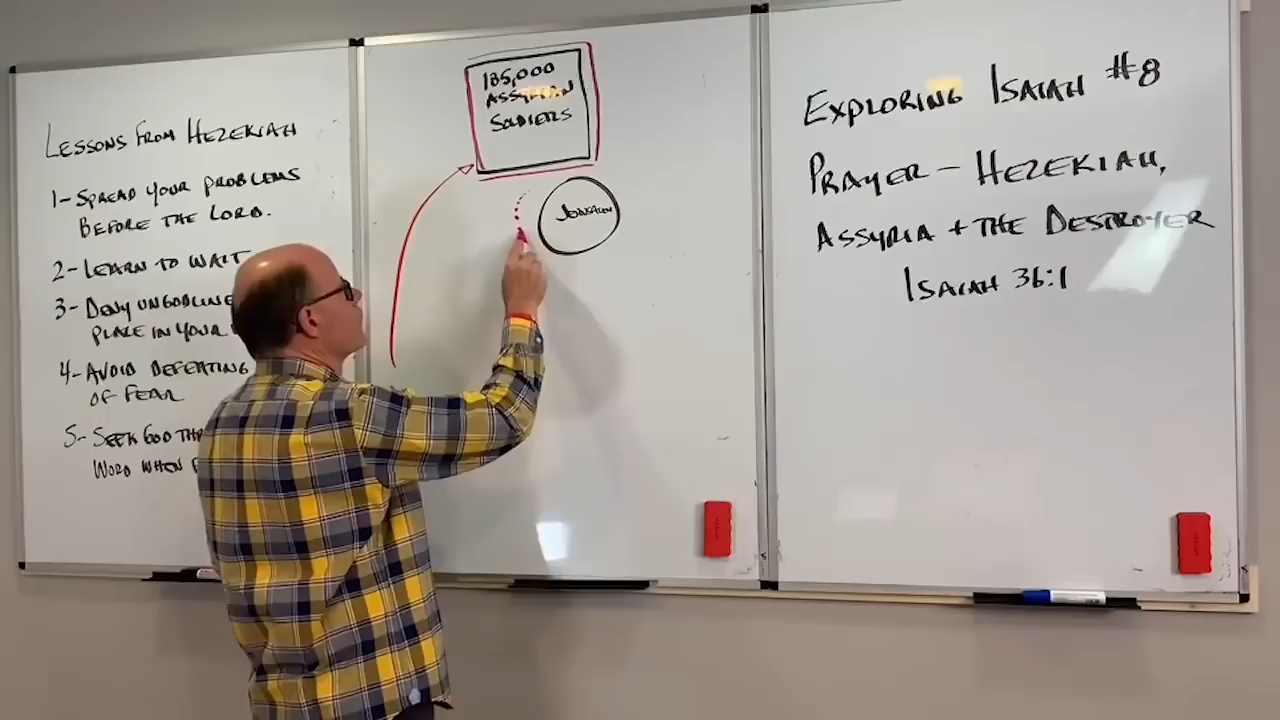 LESSONS FROM HEZEKIAH
1- SPREAD YOUR PROBLEMS
BEFORE THE LORD.
2- LEARN TO WAIT
3- DENY UNGODLINE
PLACE IN YOUR
4- AVOID DEFEATING
OF FEAR
5- SEEK GOD
WORD WHEN
185,000
ASSYRIAN
SOLDIERS
JERUSALEM
EXPLORING ISAIAH #8
PRAYER - HEZEKIAH,
ASSYRIA + THE DESTROYER
ISAIAH 36:1